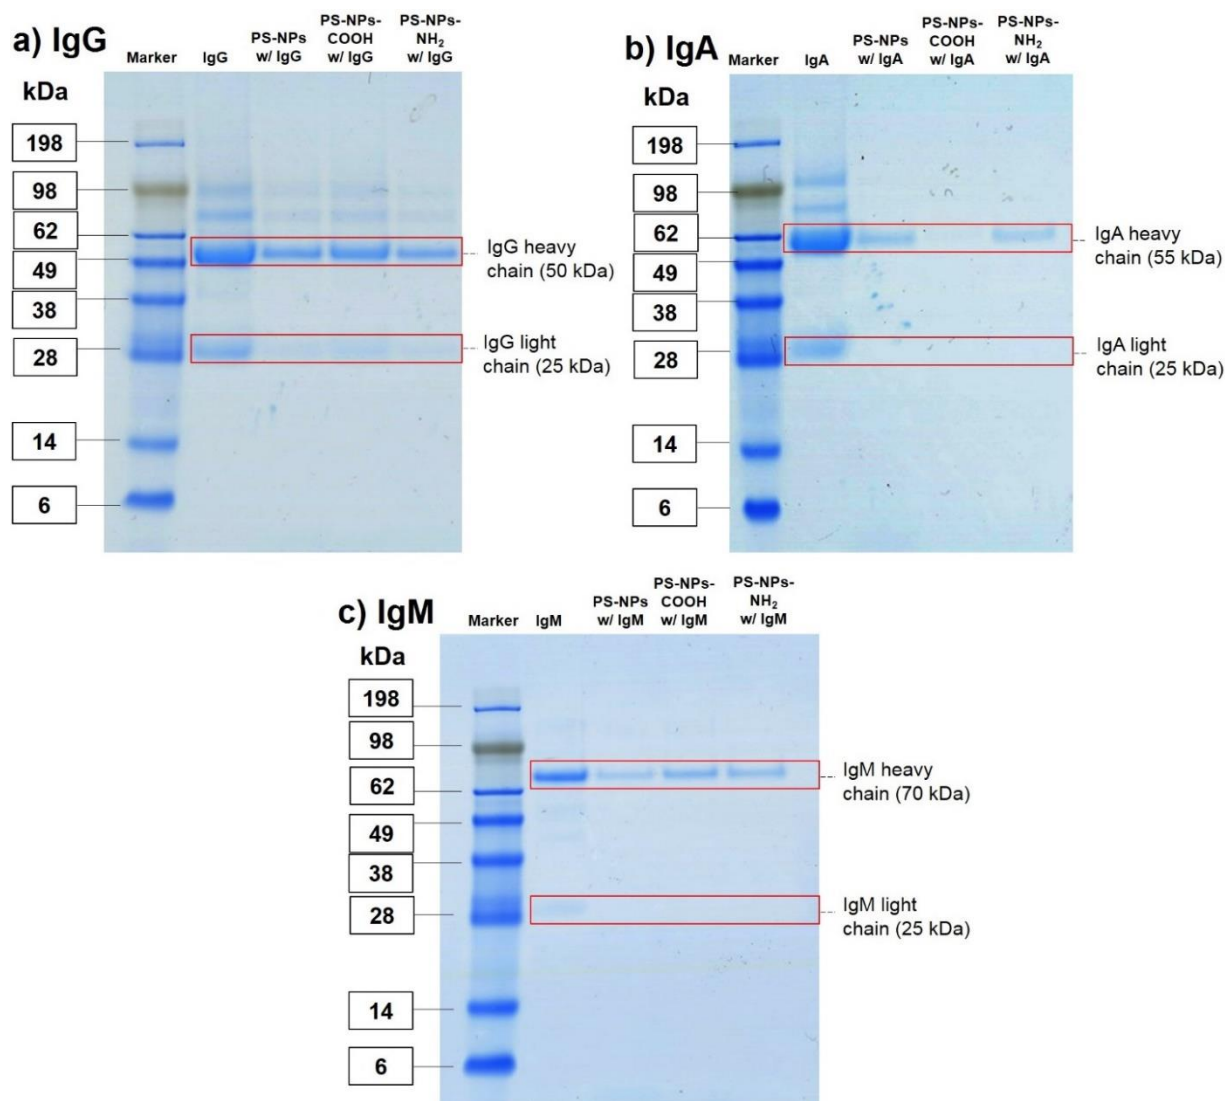 a) IgG
kDa
Marker
IgG
PS-NPs
w/ IgG
PS-NPs-
COOH
w/ IgG
PS-NPs-
NH2
w/ IgG
198
98
62
49
38
28
14
6
IgG heavy
chain (50 kDa)
IgG light
chain (25 kDa)
b) IgA
kDa
Marker
IgA
PS-NPs
w/ IgA
PS-NPs-
COOH
w/ IgA
PS-NPs-
NH2
w/ IgA
198
98
62
49
38
28
14
6
IgA heavy
chain (55 kDa)
IgA light
chain (25 kDa)
c) IgM
kDa
Marker
IgM
PS-NPs
w/ IgM
PS-NPs-
COOH
w/ IgM
PS-NPs-
NH2
w/ IgM
198
98
62
49
38
28
14
6
IgM heavy
chain (70 kDa)
IgM light
chain (25 kDa)